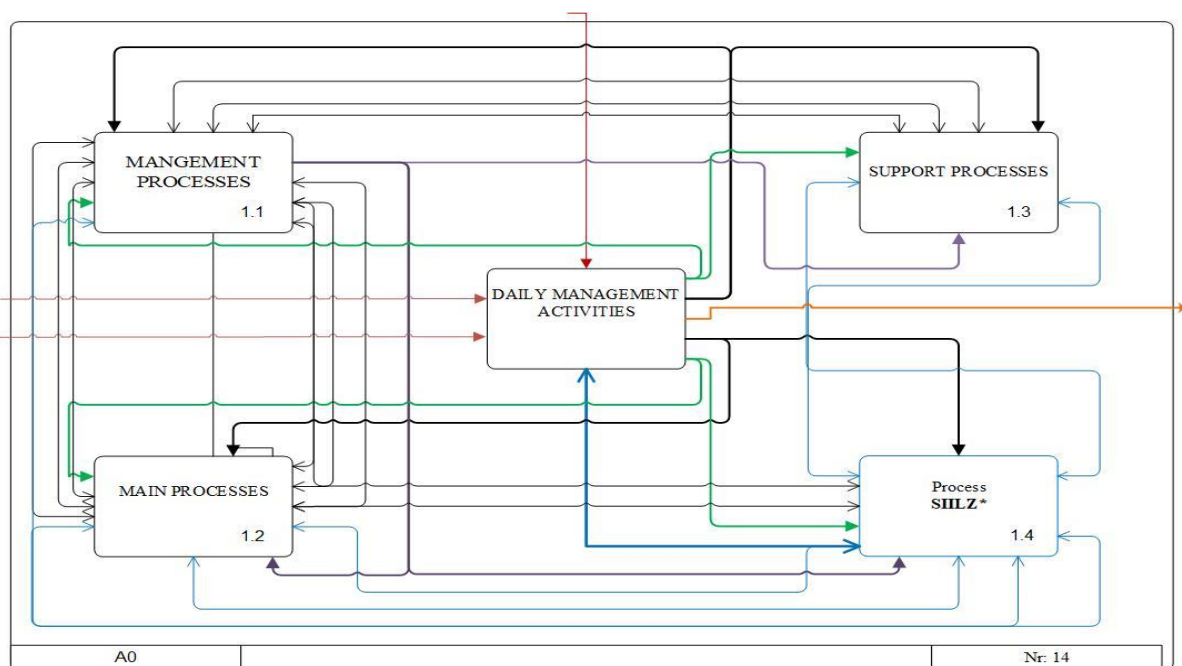 MANGEMENT
PROCESSES
1.1
SUPPORT PROCESSES
1.3
DAILY MANAGEMENT
ACTIVITIES
MAIN PROCESSES
1.2
Process
SIILZ*
1.4
A0
Nr: 14